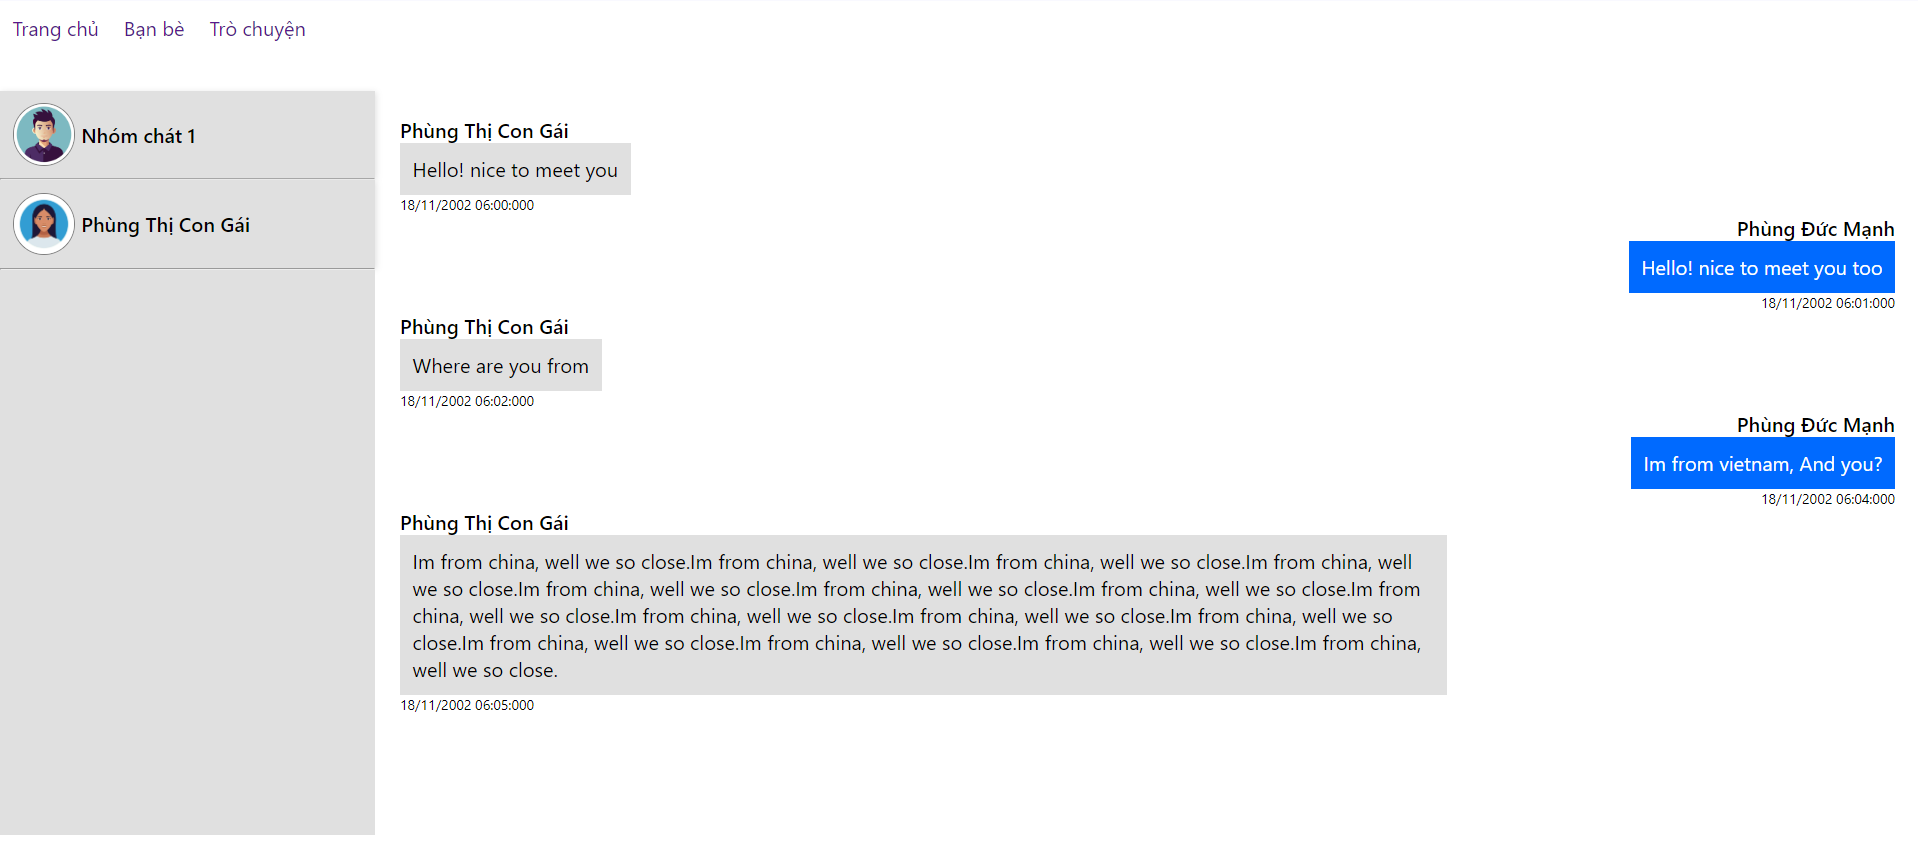 Trang chủ Bạn bè Trò chuyện
Nhóm chát 1
Phùng Thị Con Gái
Phùng Thị Con Gái
Hello! nice to meet you
18/11/2002 06:00:000
Phùng Đức Mạnh
Hello! nice to meet you too
18/11/2002 06:01:000
Phùng Thị Con Gái
Where are you from
18/11/2002 06:02:000
Phùng Đức Mạnh
Im from vietnam, And you?
18/11/2002 06:04:000
Phùng Thị Con Gái
Im from china, well we so close.Im from china, well we so close.Im from china, well we so close.Im from china, well
we so close.Im from china, well we so close.Im from china, well we so close.Im from china, well we so close.Im from
china, well we so close.Im from china, well we so close.Im from china, well we so close.Im from china, well we so
close.Im from china, well we so close.Im from china, well we so close.Im from china, well we so close.Im from china,
well we so close.
18/11/2002 06:05:000